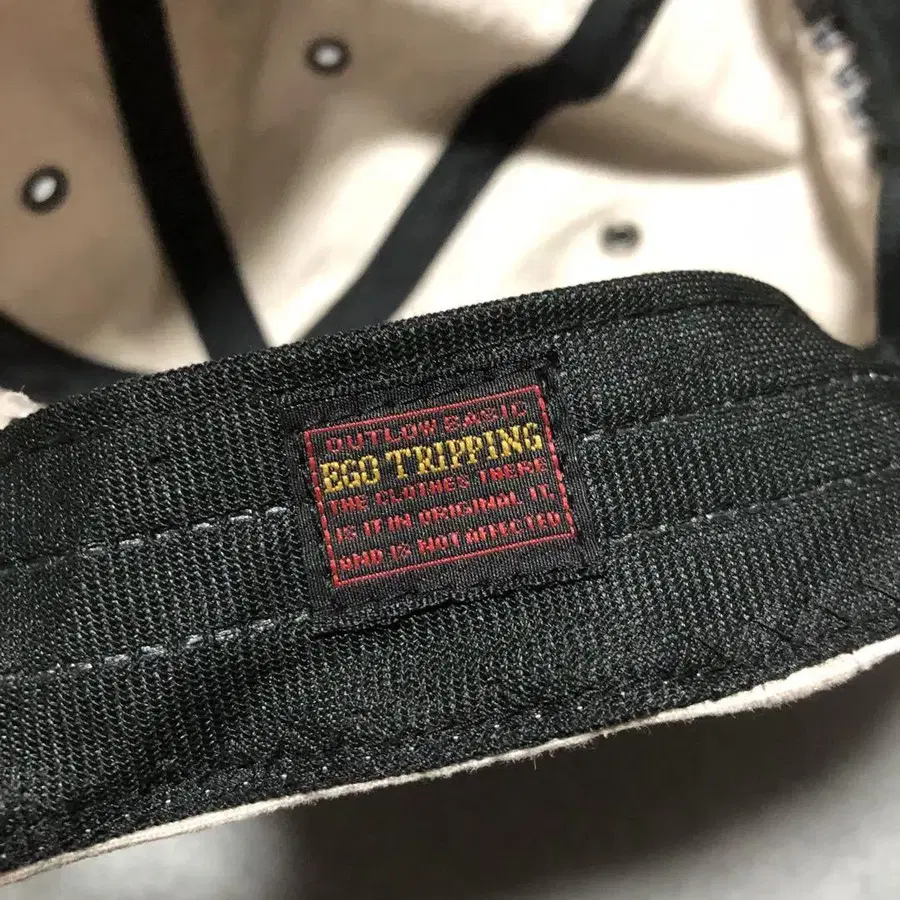 OUTLOW BASIC
EGO TRIPPING
THE CLOTHES THERE
IS IT IN ORIGINAL IT.
AND IS NOT AFFECTED